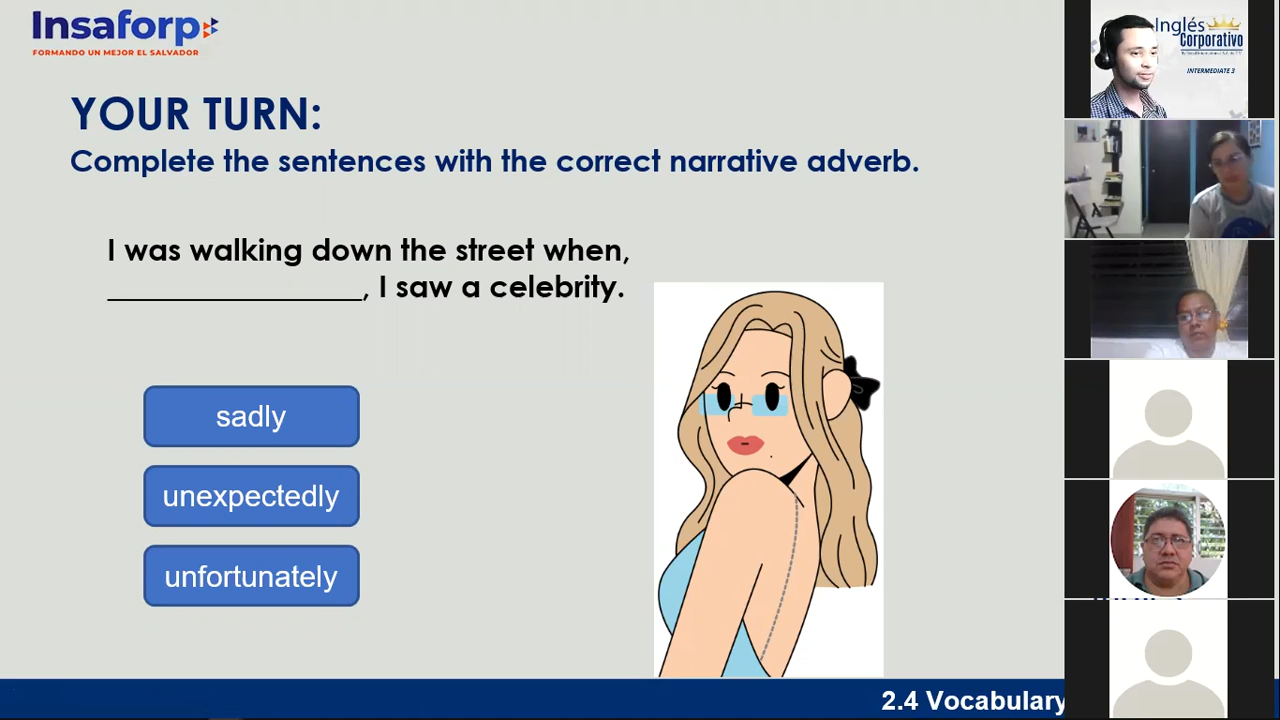 Insaforp
FORMANDO UN MEJOR EL SALVADOR
YOUR TURN:
Complete the sentences with the correct narrative adverb.
I was walking down the street when,
_________________, I saw a celebrity.
sadly
unexpectedly
unfortunately
2.4 Vocabulary
Inglés
Corporativo
INTERMEDIATE 3